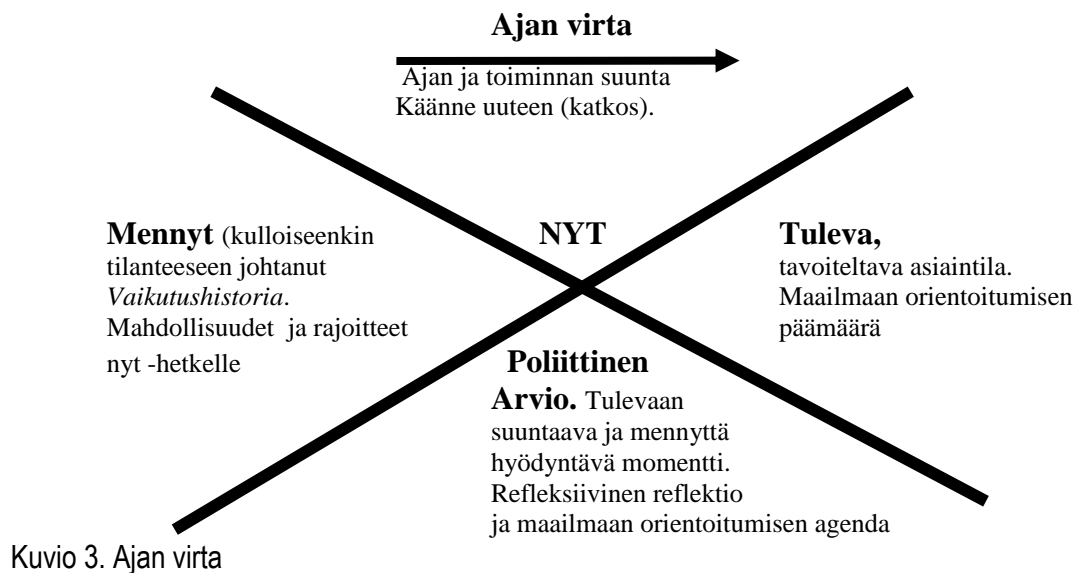 Ajan virta
Ajan ja toiminnan suunta
Käänne uuteen (katkos).
Mennyt (kulloiseenkin
tilanteeseen johtanut
Vaikutushistoria.
Mahdollisuudet ja rajoitteet
nyt -hetkelle
NYT
Tuleva,
tavoiteltava asiaintila.
Maailmaan orientoitumisen
päämäärä
Poliittinen
Arvio. Tulevaan
suuntaava ja mennyttä
hyödyntävä momentti.
Refleksiivinen reflektio
ja maailmaan orientoitumisen agenda
Kuvio 3. Ajan virta